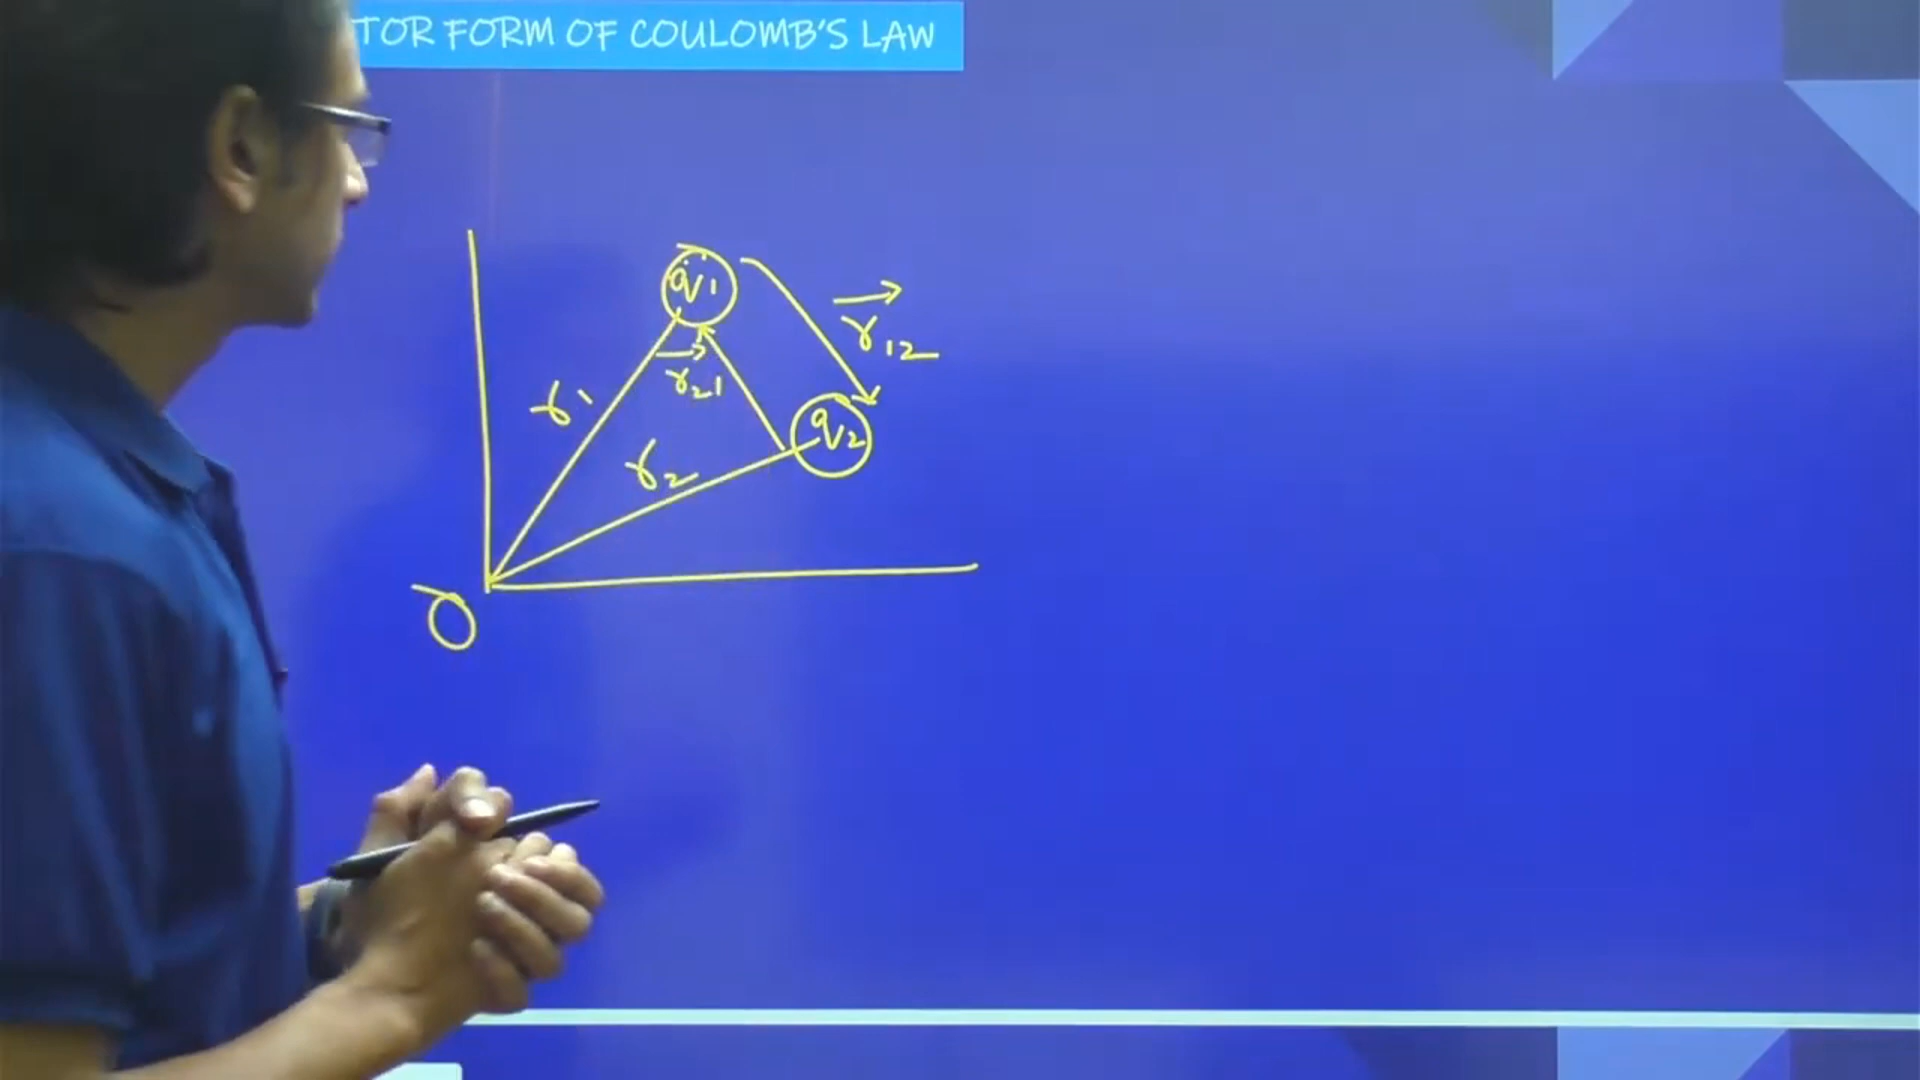 TOR FORM OF COULOMB'S LAW
q1
r12
r21
r1
q2
r2
O